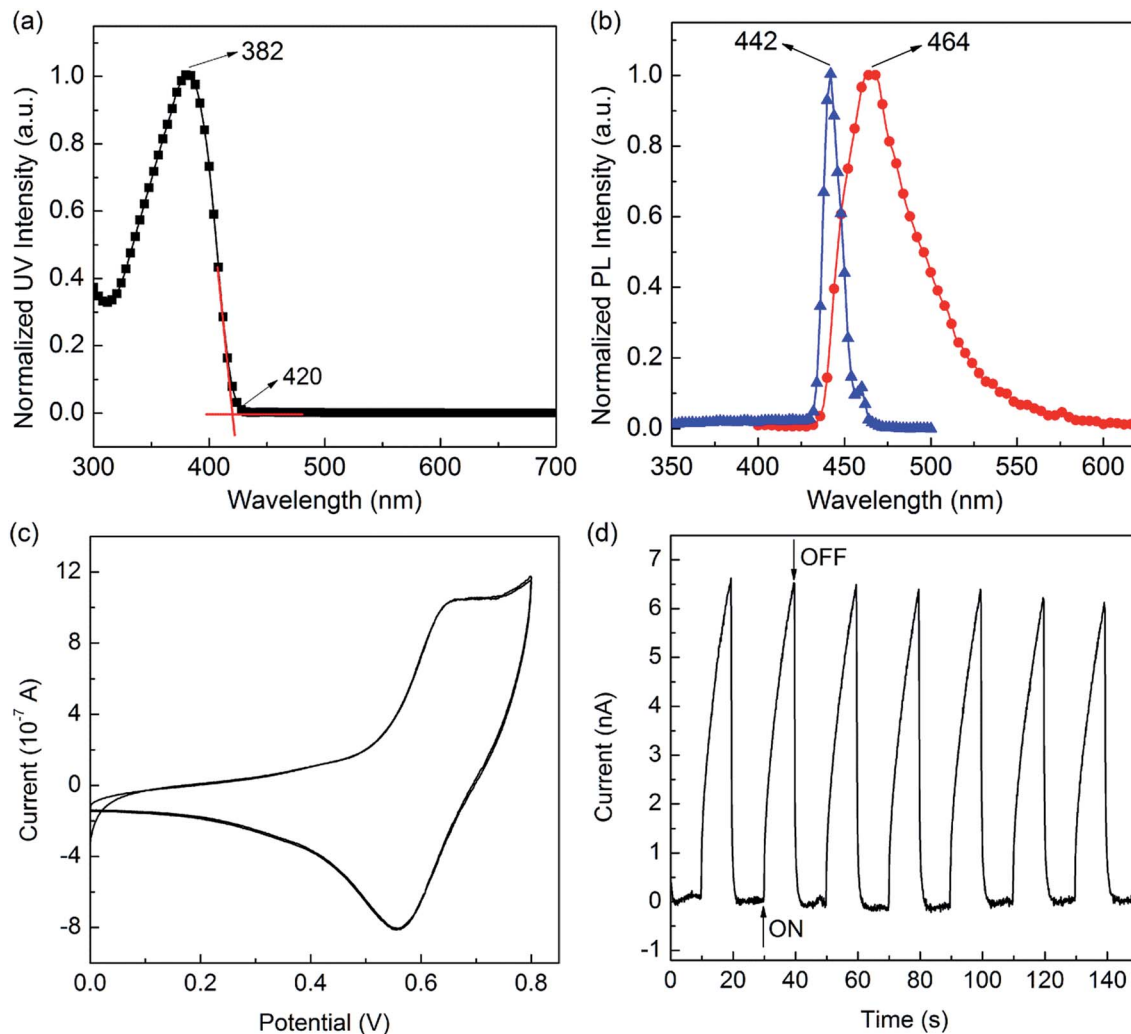 (a)
382
1.0
0.8
0.6
0.4
0.2
0.0
420
300 400 500 600 700
Normalized UV Intensity (a.u.)
Wavelength (nm)
(b)
442 464
1.0
0.8
0.6
0.4
0.2
0.0
350 400 450 500 550 600
Normalized PL Intensity (a.u.)
Wavelength (nm)
(c)
12
8
4
0
-4
-8
0.0 0.2 0.4 0.6 0.8
Current (10⁻⁷ A)
Potential (V)
(d)
OFF
7
6
5
4
3
2
1
0
-1
ON
0 20 40 60 80 100 120 140
Current (nA)
Time (s)